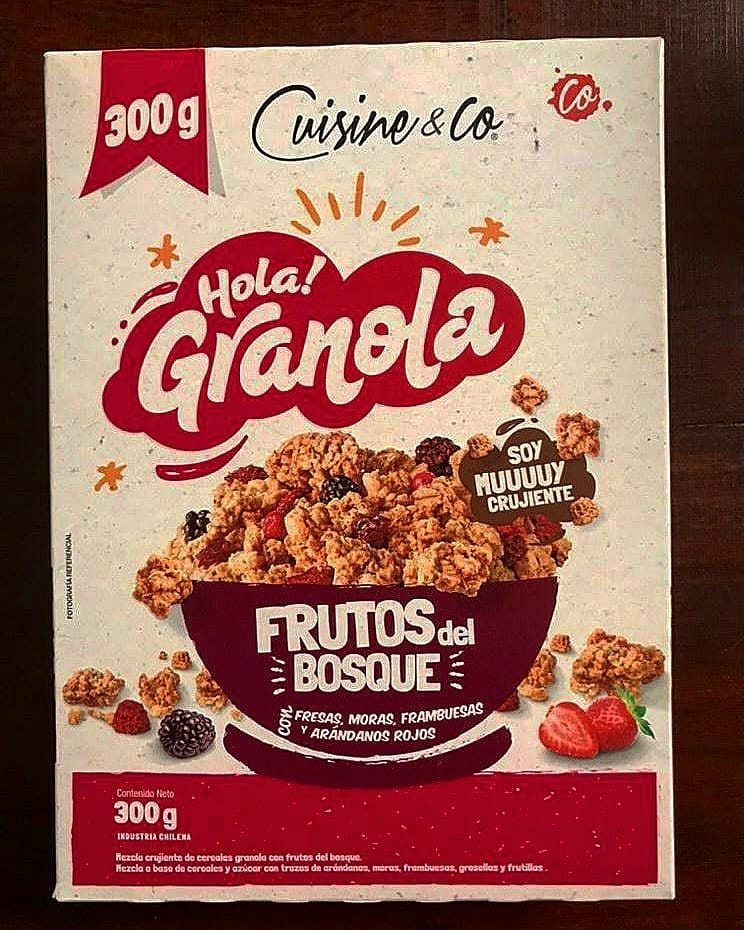 300g
Cuisine & Co
Co
Hola!
Granola
SOY
MUUUUY
CRUJIENTE
FOTOGRAFÍA REFERENCIAL
FRUTOS del
BOSQUE
CON FRESAS, MORAS, FRAMBUESAS
Y ARÁNDANOS ROJOS
Contenido Neto
300g
INDUSTRIA CHILENA
Mezcla crujiente de cereales granola con frutos del bosque.
Mezcla a base de cereales y azúcar con trozos de arándanos, moras, frambuesas, grosellas y frutillas.